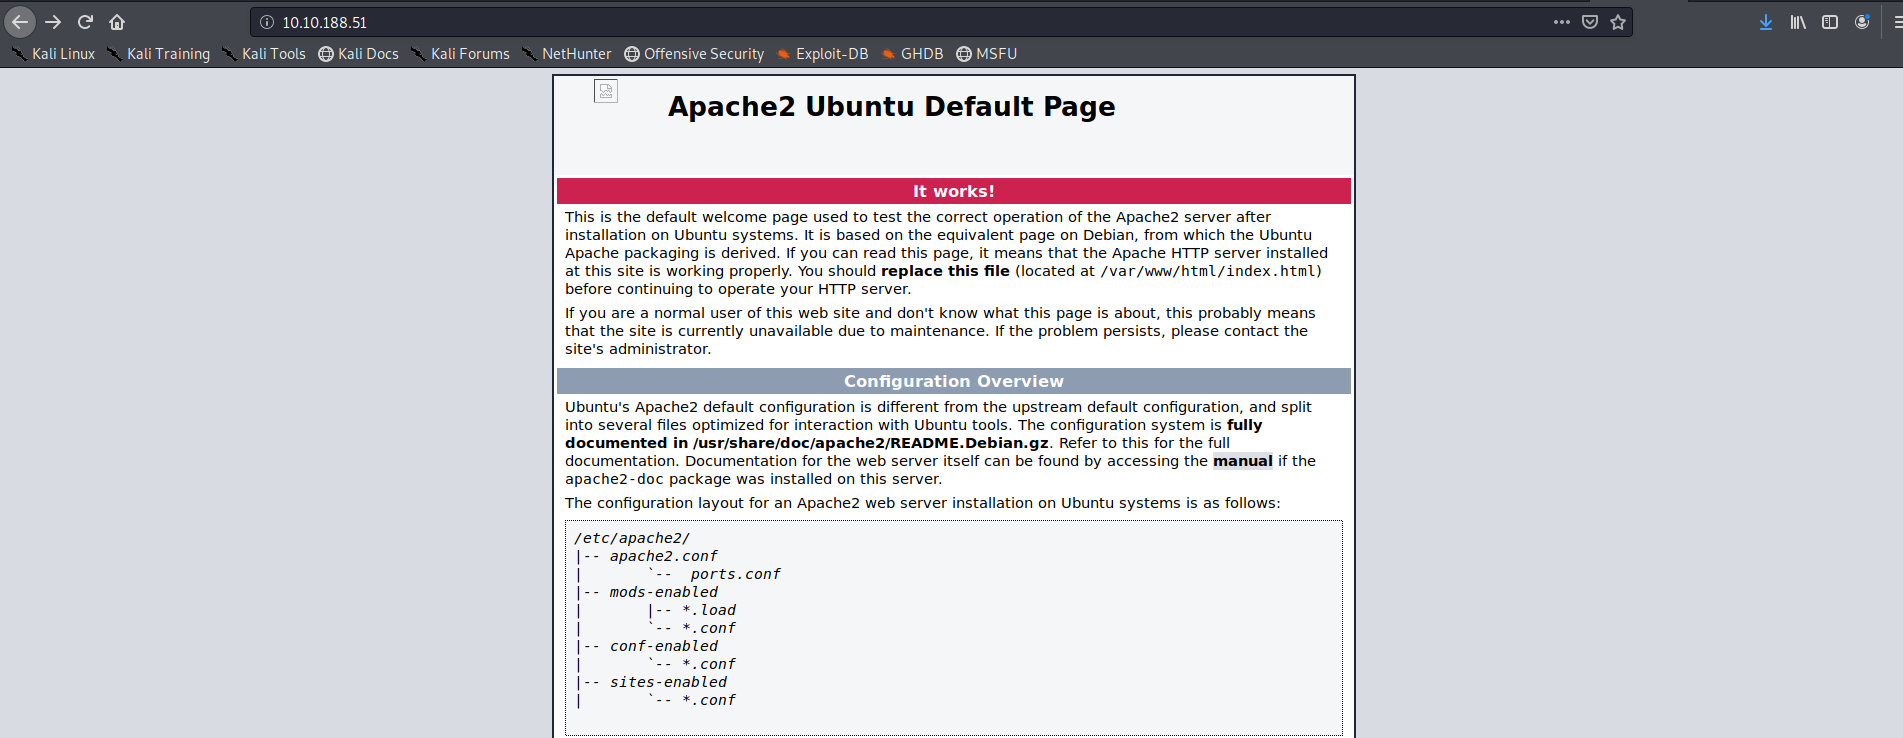 10.10.188.51
Kali Linux Kali Training Kali Tools Kali Docs Kali Forums NetHunter Offensive Security Exploit-DB GHDB MSFU
Apache2 Ubuntu Default Page
It works!
This is the default welcome page used to test the correct operation of the Apache2 server after
installation on Ubuntu systems. It is based on the equivalent page on Debian, from which the Ubuntu
Apache packaging is derived. If you can read this page, it means that the Apache HTTP server installed
at this site is working properly. You should replace this file (located at /var/www/html/index.html)
before continuing to operate your HTTP server.
If you are a normal user of this web site and don't know what this page is about, this probably means
that the site is currently unavailable due to maintenance. If the problem persists, please contact the
site's administrator.
Configuration Overview
Ubuntu's Apache2 default configuration is different from the upstream default configuration, and split
into several files optimized for interaction with Ubuntu tools. The configuration system is fully
documented in /usr/share/doc/apache2/README.Debian.gz. Refer to this for the full
documentation. Documentation for the web server itself can be found by accessing the manual if the
apache2-doc package was installed on this server.
The configuration layout for an Apache2 web server installation on Ubuntu systems is as follows:
/etc/apache2/
|-- apache2.conf
|       `--  ports.conf
|-- mods-enabled
|       |-- *.load
|       `-- *.conf
|-- conf-enabled
|       `-- *.conf
|-- sites-enabled
|       `-- *.conf